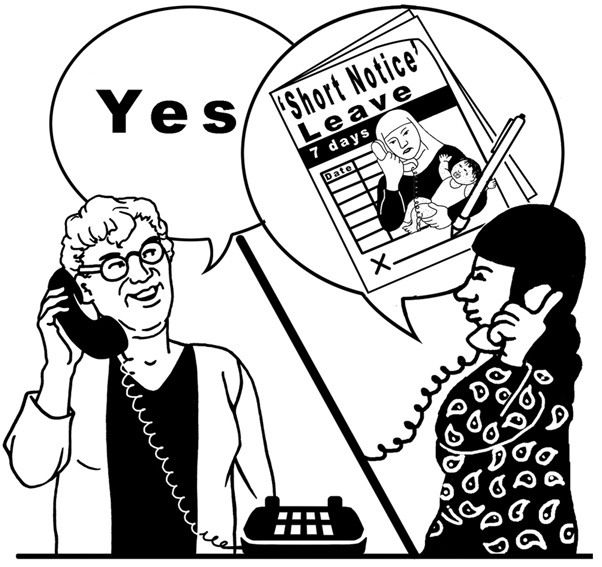 Yes
'Short Notice'
Leave
7 days
Date
X